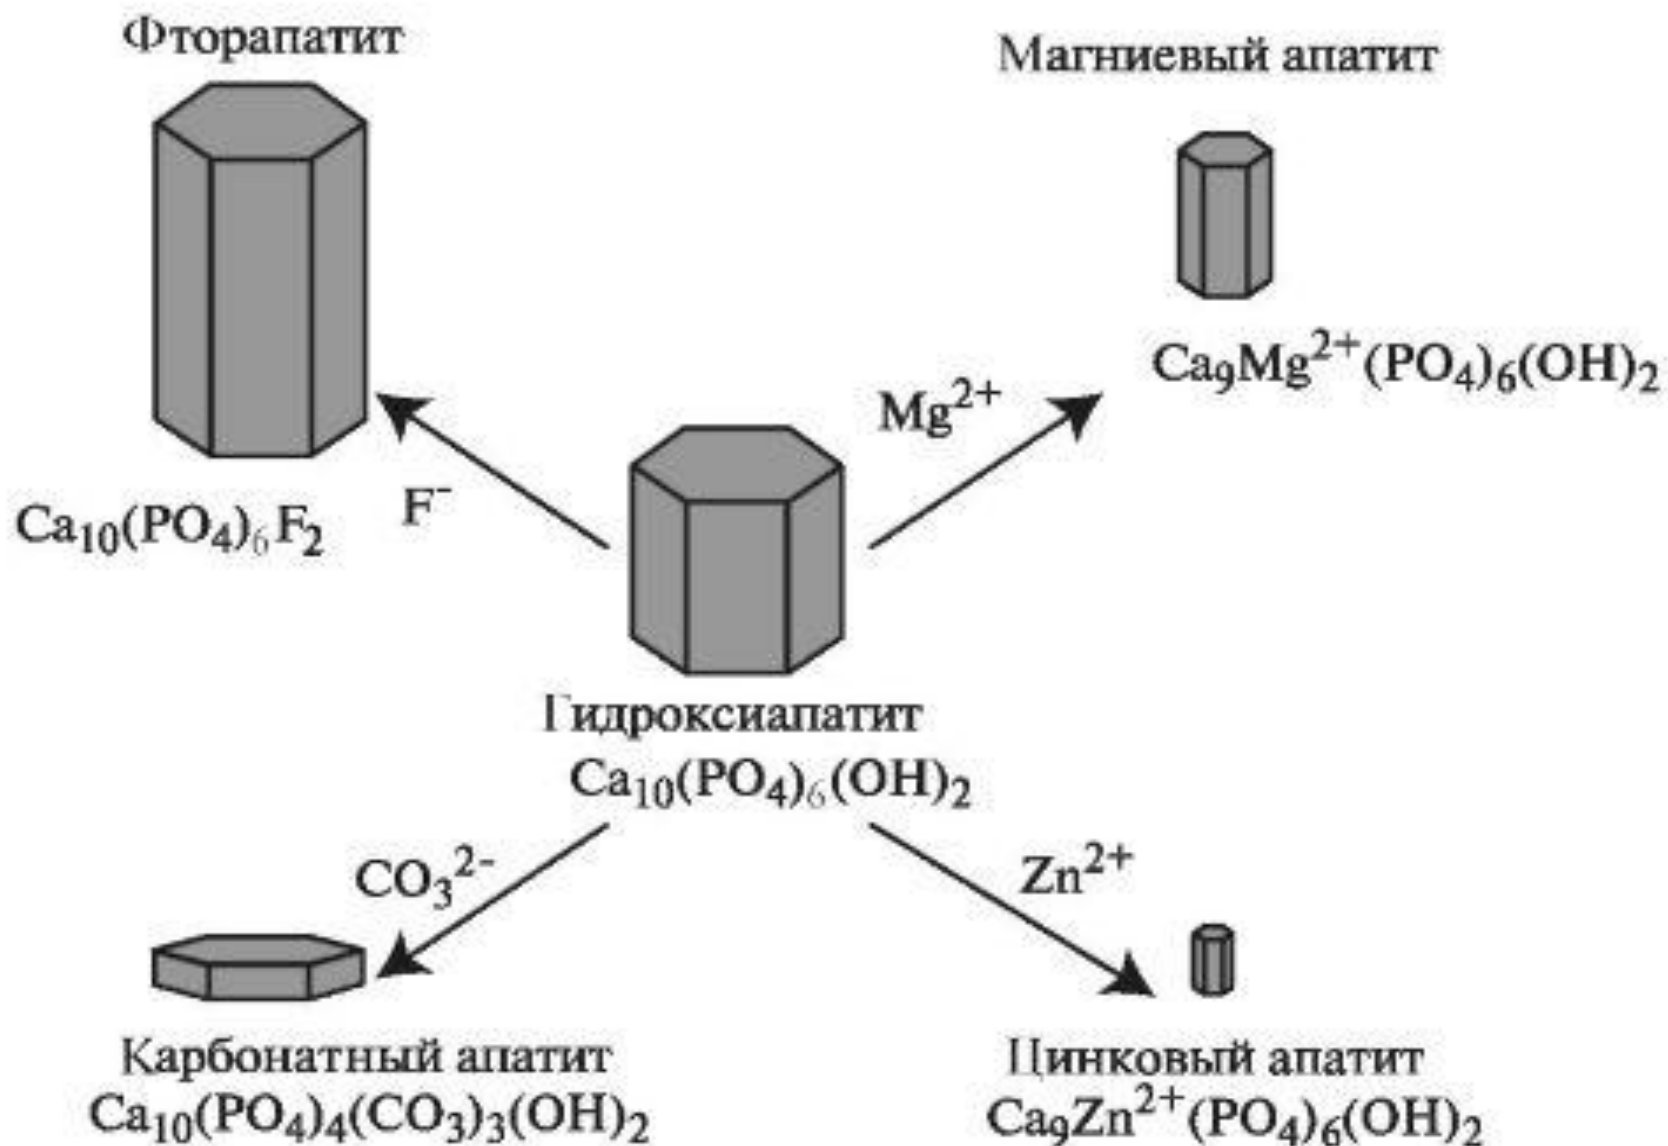 Фторапатит
Магниевый апатит
Ca₉Mg²⁺(PO₄)₆(OH)₂
Mg²⁺
F⁻
Ca₁₀(PO₄)₆F₂
Гидроксиапатит
Ca₁₀(PO₄)₆(OH)₂
CO₃²⁻
Zn²⁺
Карбонатный апатит
Ca₁₀(PO₄)₄(CO₃)₃(OH)₂
Цинковый апатит
Ca₉Zn²⁺(PO₄)₆(OH)₂